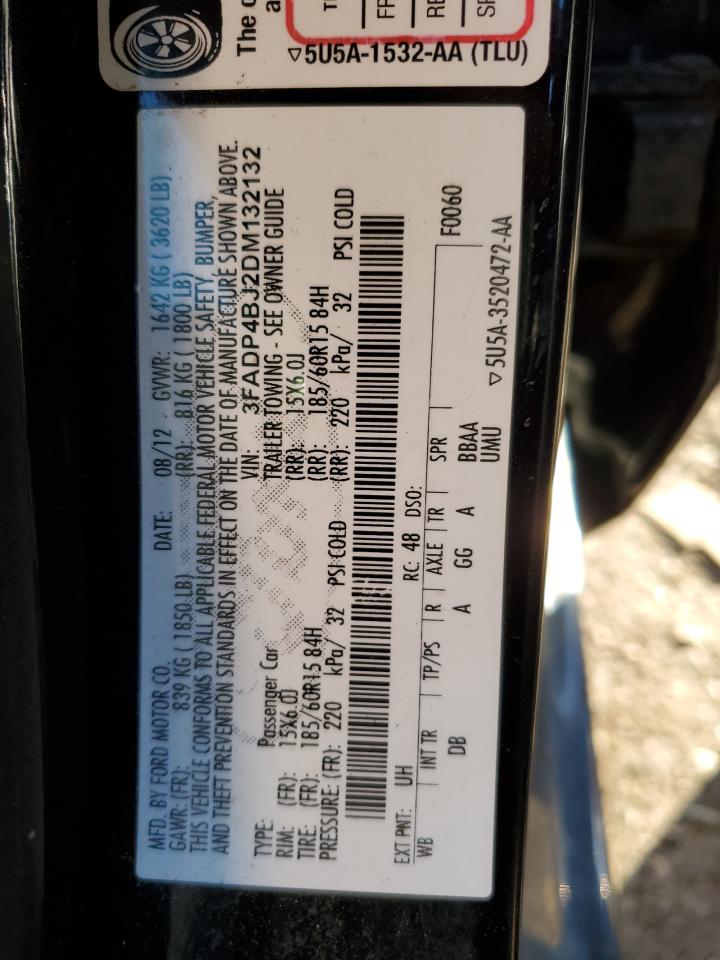 The o
a
T
FR
RE
SP
▽5U5A-1532-AA (TLU)
MFD. BY FORD MOTOR CO. DATE: 08/12 GVWR: 1642 KG ( 3620 LB)
GAWR: (FR): 839 KG ( 1850 LB) (RR): 816 KG ( 1800 LB)
THIS VEHICLE CONFORMS TO ALL APPLICABLE FEDERAL MOTOR VEHICLE SAFETY, BUMPER,
AND THEFT PREVENTION STANDARDS IN EFFECT ON THE DATE OF MANUFACTURE SHOWN ABOVE.
VIN: 3FADP4BJ2DM132132
TYPE: Passenger Car TRAILER TOWING - SEE OWNER GUIDE
RIM: (FR): 15X6.0J (RR): 15X6.0J
TIRE: (FR): 185/60R15 84H (RR): 185/60R15 84H
PRESSURE: (FR): 220 kPa/ 32 PSI COLD (RR): 220 kPa/ 32 PSI COLD
EXT PNT: UH RC: 48 DSO: F0060
WB INT TR TP/PS R AXLE TR SPR
DB A GG A BBAA
UMU
▽5U5A-3520472-AA